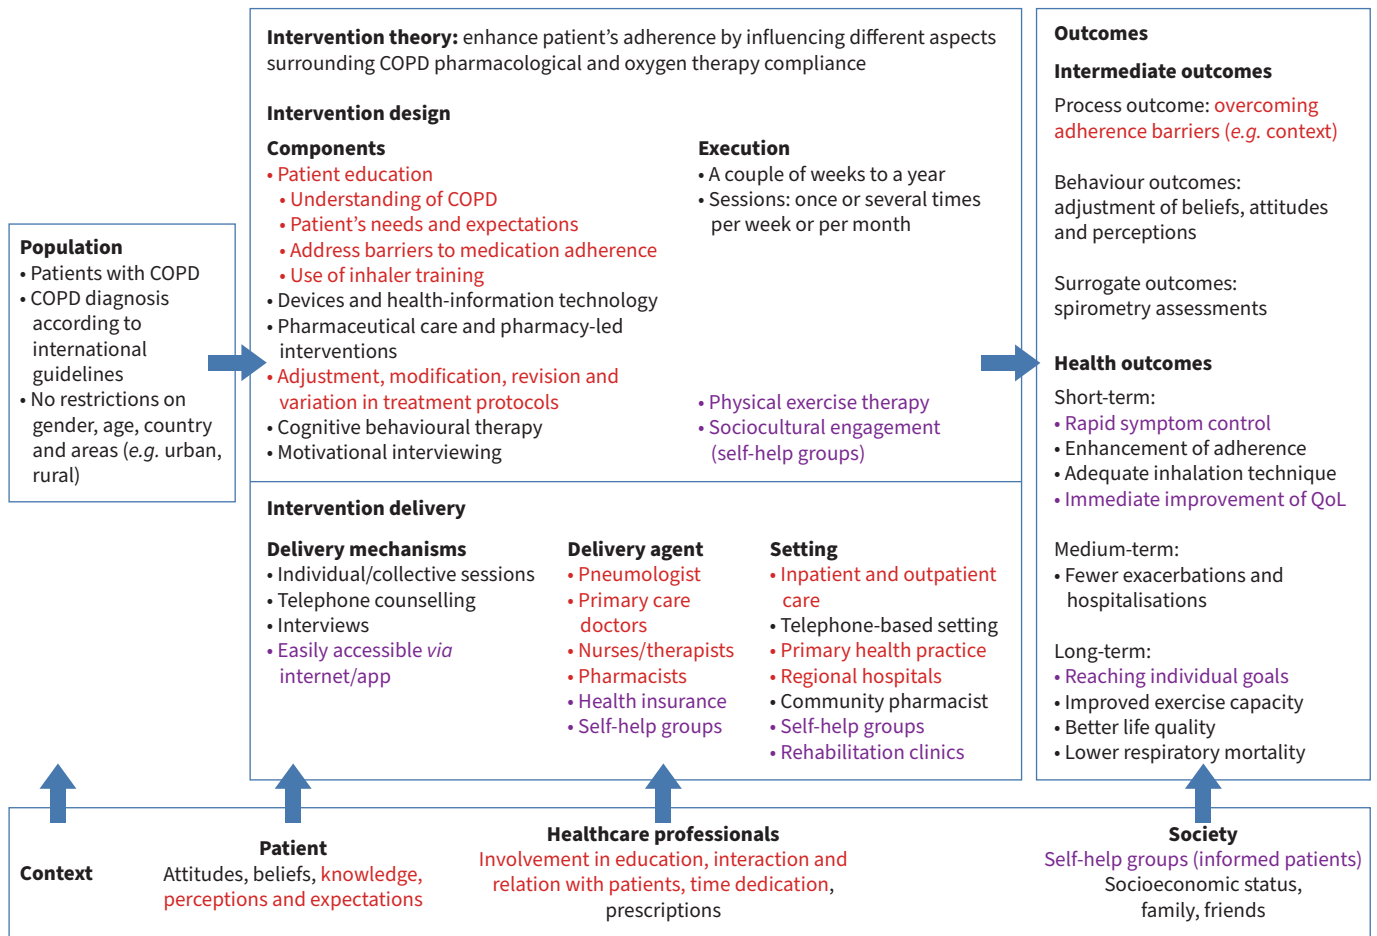 Population
• Patients with COPD
• COPD diagnosis
according to
international
guidelines
• No restrictions on
gender, age, country
and areas (e.g. urban,
rural)
Intervention theory: enhance patient's adherence by influencing different aspects
surrounding COPD pharmacological and oxygen therapy compliance
Intervention design
Components
• Patient education
• Understanding of COPD
• Patient's needs and expectations
• Address barriers to medication adherence
• Use of inhaler training
• Devices and health-information technology
• Pharmaceutical care and pharmacy-led
interventions
• Adjustment, modification, revision and
variation in treatment protocols
• Cognitive behavioural therapy
• Motivational interviewing
Execution
• A couple of weeks to a year
• Sessions: once or several times
per week or per month
• Physical exercise therapy
• Sociocultural engagement
(self-help groups)
Intervention delivery
Delivery mechanisms
• Individual/collective sessions
• Telephone counselling
• Interviews
• Easily accessible via
internet/app
Delivery agent
• Pneumologist
• Primary care
doctors
• Nurses/therapists
• Pharmacists
• Health insurance
• Self-help groups
Setting
• Inpatient and outpatient
care
• Telephone-based setting
• Primary health practice
• Regional hospitals
• Community pharmacist
• Self-help groups
• Rehabilitation clinics
Outcomes
Intermediate outcomes
Process outcome: overcoming
adherence barriers (e.g. context)
Behaviour outcomes:
adjustment of beliefs, attitudes
and perceptions
Surrogate outcomes:
spirometry assessments
Health outcomes
Short-term:
• Rapid symptom control
• Enhancement of adherence
• Adequate inhalation technique
• Immediate improvement of QoL
Medium-term:
• Fewer exacerbations and
hospitalisations
Long-term:
• Reaching individual goals
• Improved exercise capacity
• Better life quality
• Lower respiratory mortality
Context
Patient
Attitudes, beliefs, knowledge,
perceptions and expectations
Healthcare professionals
Involvement in education, interaction and
relation with patients, time dedication,
prescriptions
Society
Self-help groups (informed patients)
Socioeconomic status,
family, friends